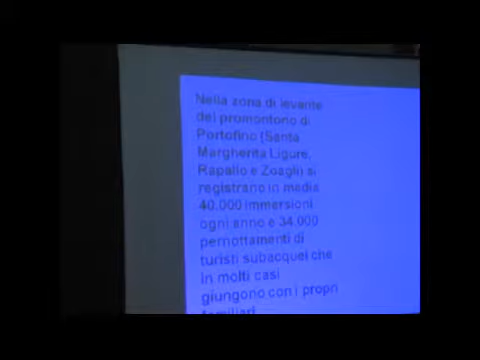 Nella zona di levante
del promontorio di
Portofino (Santa
Margherita Ligure,
Rapallo e Zoagli) si
registrano in media
40.000 immersioni
ogni anno e 34.000
pernottamenti di
turisti subacquei che
in molti casi
giungono con i propri
familiari